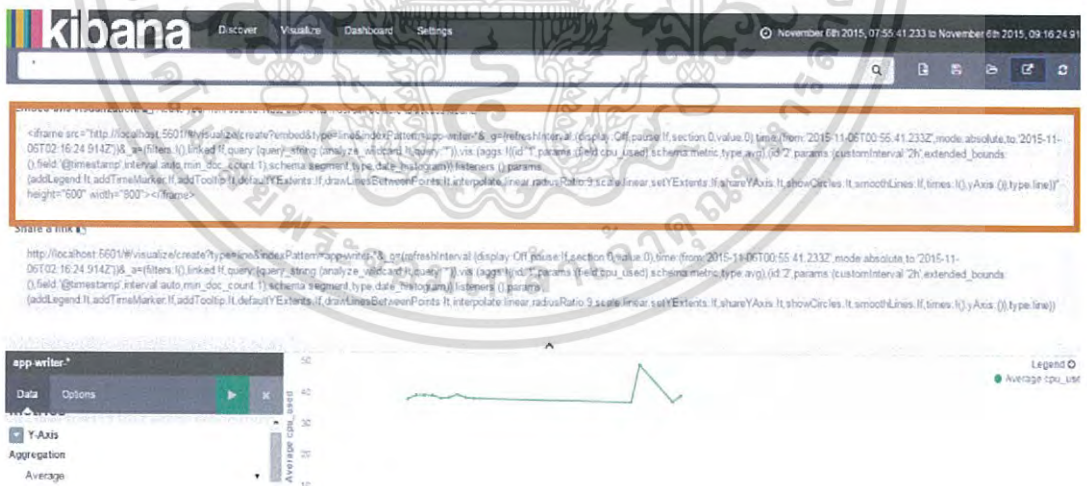 kibana Discover Visualize Dashboard Settings November 6th 2015, 07:55:41.233 to November 6th 2015, 09:16:24.91
*
<iframe src="http://localhost:5601/#/visualize/create?embed&type=line&indexPattern=app-writer-*&_g=(refreshInterval:(display:Off,pause:!f,section:0,value:0),time:(from:'2015-11-06T00:55:41.233Z',mode:absolute,to:'2015-11-
06T02:16:24.914Z'))&_a=(filters:!(),linked:!f,query:(query_string:(analyze_wildcard:!t,query:'*')),vis:(aggs:!((id:'1',params:(field:cpu_used),schema:metric,type:avg),(id:'2',params:(customInterval:'2h',extended_bounds:
(),field:'@timestamp',interval:auto,min_doc_count:1),schema:segment,type:date_histogram)),listeners:(),params:
(addLegend:!t,addTimeMarker:!f,addTooltip:!t,defaultYExtents:!f,drawLinesBetweenPoints:!t,interpolate:linear,radiusRatio:9,scale:linear,setYExtents:!f,shareYAxis:!t,showCircles:!t,smoothLines:!f,times:!(),yAxis:()),type:line))"
height="600" width="800"></iframe>
Share a link
http://localhost:5601/#/visualize/create?type=line&indexPattern=app-writer-*&_g=(refreshInterval:(display:Off,pause:!f,section:0,value:0),time:(from:'2015-11-06T00:55:41.233Z',mode:absolute,to:'2015-11-
06T02:16:24.914Z'))&_a=(filters:!(),linked:!f,query:(query_string:(analyze_wildcard:!t,query:'*')),vis:(aggs:!((id:'1',params:(field:cpu_used),schema:metric,type:avg),(id:'2',params:(customInterval:'2h',extended_bounds:
(),field:'@timestamp',interval:auto,min_doc_count:1),schema:segment,type:date_histogram)),listeners:(),params:
(addLegend:!t,addTimeMarker:!f,addTooltip:!t,defaultYExtents:!f,drawLinesBetweenPoints:!t,interpolate:linear,radiusRatio:9,scale:linear,setYExtents:!f,shareYAxis:!t,showCircles:!t,smoothLines:!f,times:!(),yAxis:()),type:line))
app-writer-*
Data Options
Y-Axis
Aggregation
Average
50
40
30
20
10
Average cpu_used
Legend
Average cpu_use